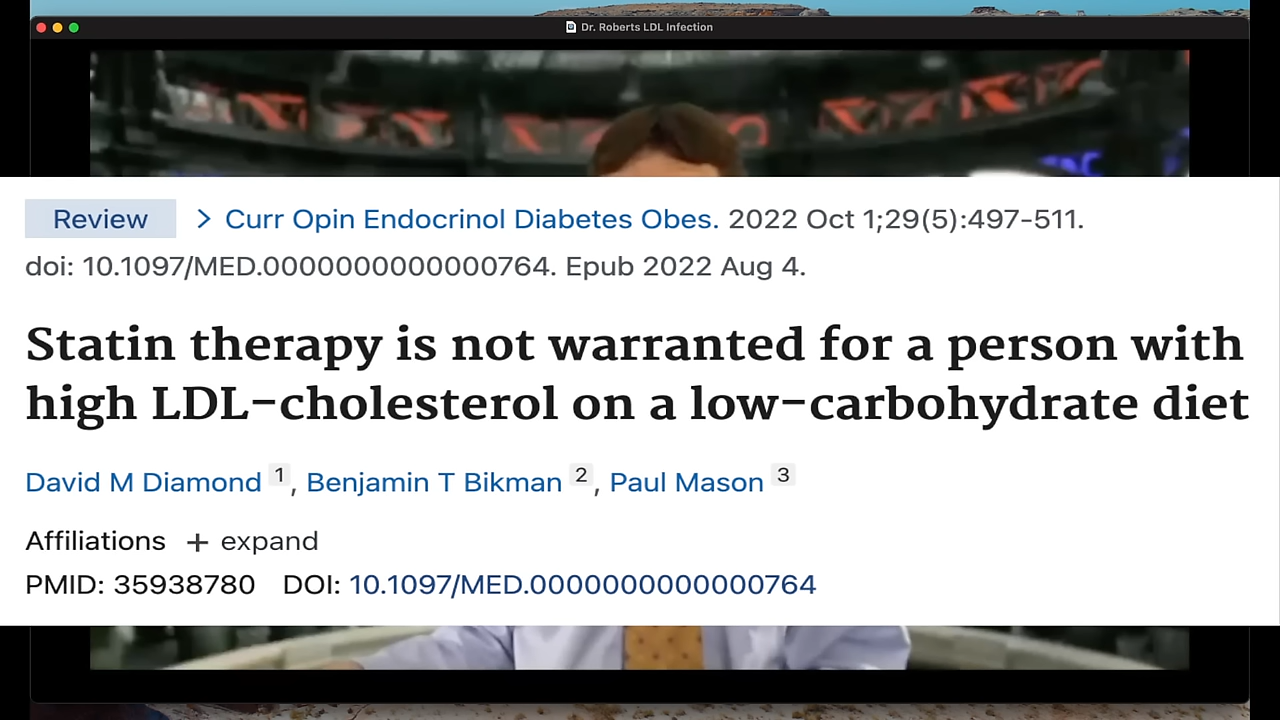 Dr. Roberts LDL Infection
Review > Curr Opin Endocrinol Diabetes Obes. 2022 Oct 1;29(5):497-511.
doi: 10.1097/MED.0000000000000764. Epub 2022 Aug 4.
Statin therapy is not warranted for a person with
high LDL-cholesterol on a low-carbohydrate diet
David M Diamond 1, Benjamin T Bikman 2, Paul Mason 3
Affiliations + expand
PMID: 35938780 DOI: 10.1097/MED.0000000000000764